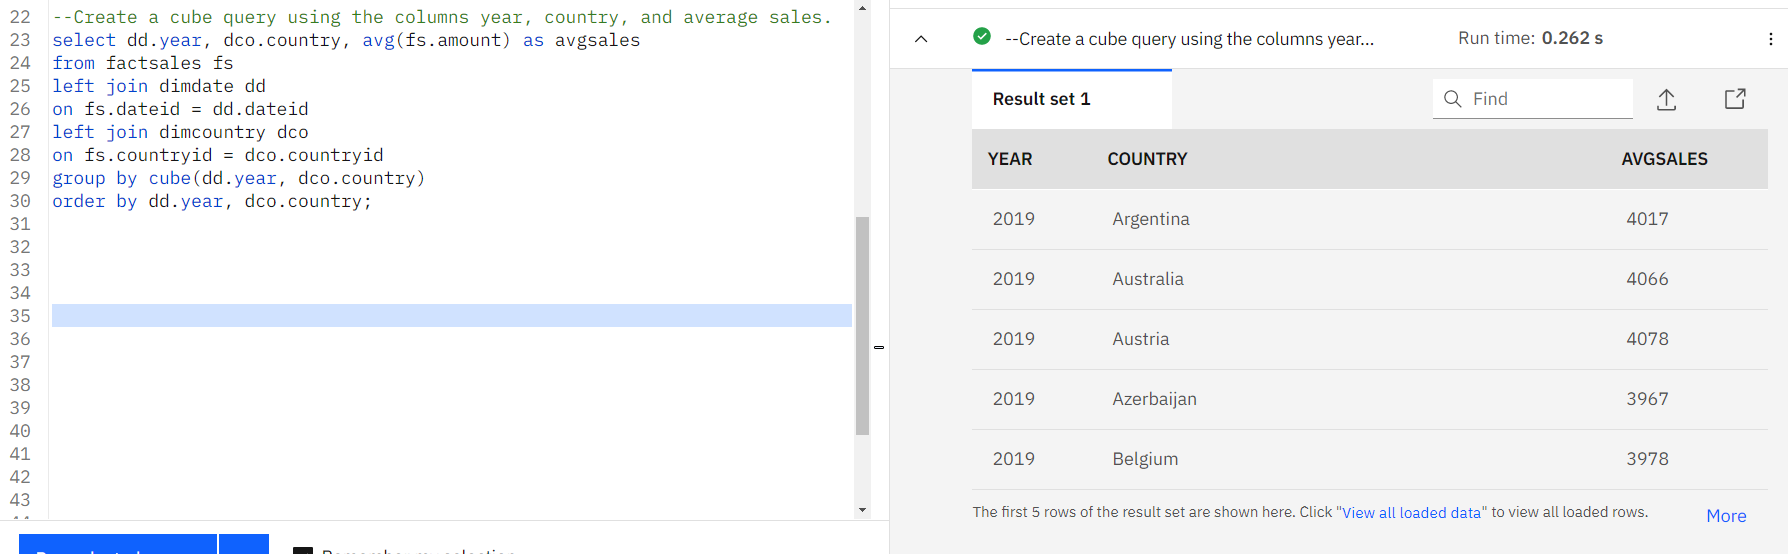 22 --Create a cube query using the columns year, country, and average sales.
23 select dd.year, dco.country, avg(fs.amount) as avgsales
24 from factsales fs
25 left join dimdate dd
26 on fs.dateid = dd.dateid
27 left join dimcountry dco
28 on fs.countryid = dco.countryid
29 group by cube(dd.year, dco.country)
30 order by dd.year, dco.country;
31
32
33
34
35
36
37
38
39
40
41
42
43
--Create a cube query using the columns year... Run time: 0.262 s
Result set 1 Find
YEAR COUNTRY AVGSALES
2019 Argentina 4017
2019 Australia 4066
2019 Austria 4078
2019 Azerbaijan 3967
2019 Belgium 3978
The first 5 rows of the result set are shown here. Click "View all loaded data" to view all loaded rows. More